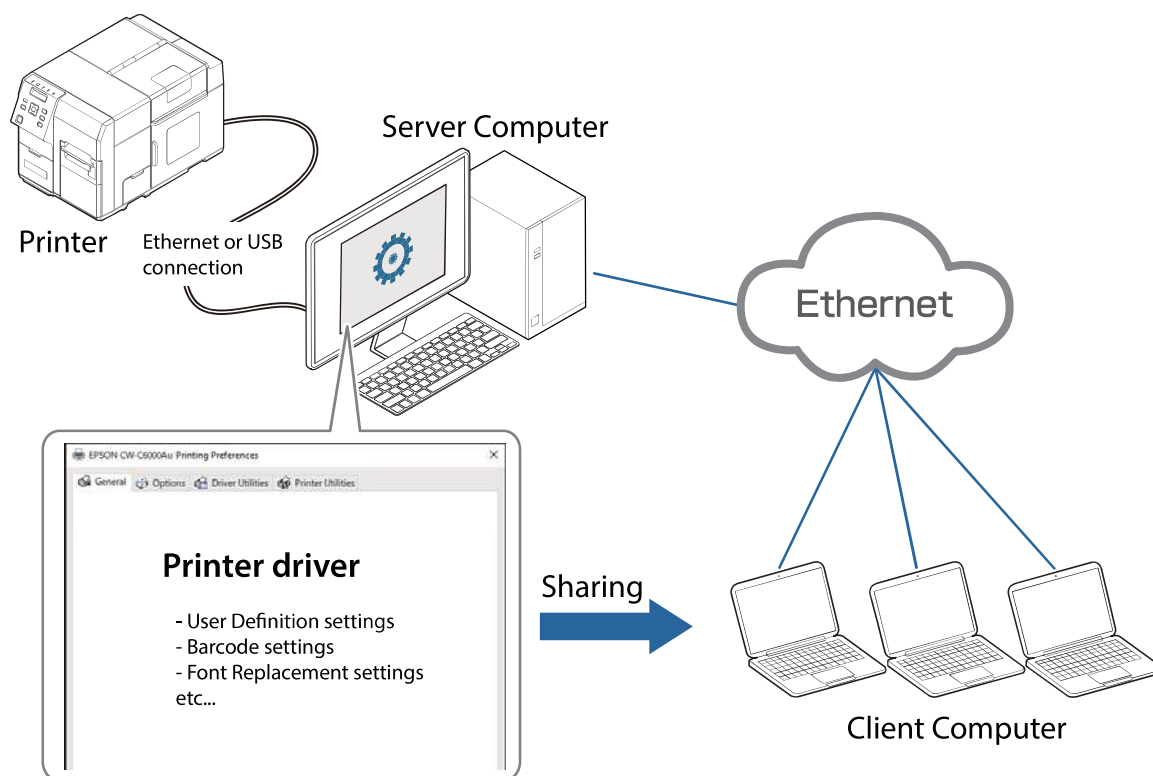 Server Computer
Printer
Ethernet or USB
connection
Ethernet
EPSON CW-C6000Au Printing Preferences
General Options Driver Utilities Printer Utilities
Printer driver
- User Definition settings
- Barcode settings
- Font Replacement settings
etc...
Sharing
Client Computer